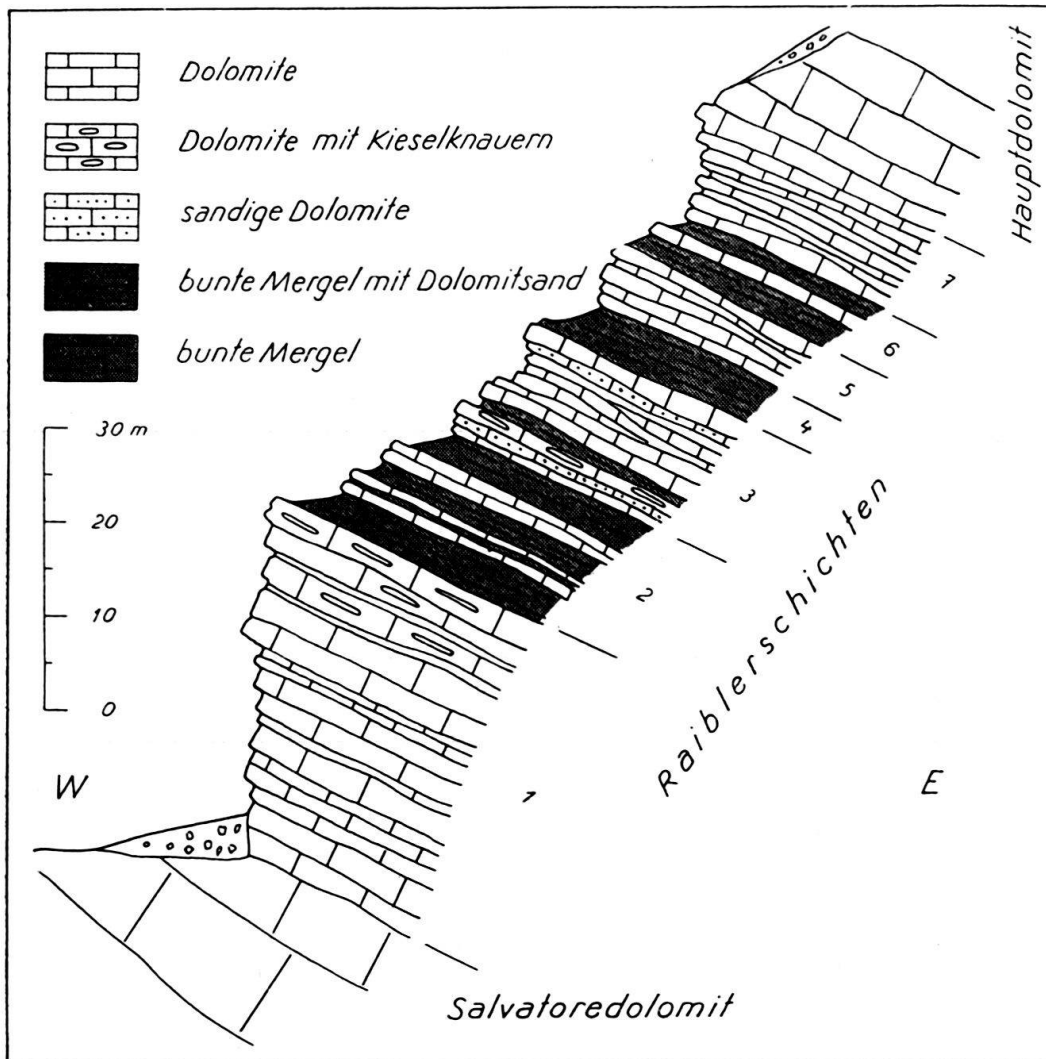 Dolomite
Dolomite mit Kieselknauern
sandige Dolomite
bunte Mergel mit Dolomitsand
bunte Mergel
30 m
20
10
0
W
E
Hauptdolomit
1
6
5
4
3
2
1
Raiblerschichten
Salvatoredolomit